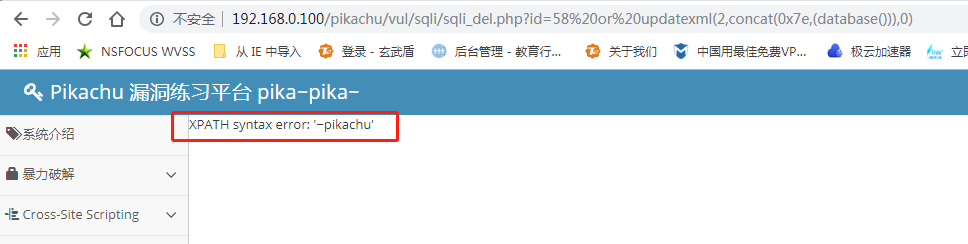 不安全 | 192.168.0.100/pikachu/vul/sqli/sqli_del.php?id=58%20or%20updatexml(2,concat(0x7e,(database())),0)
应用 NSFOCUS WVSS 从 IE 中导入 登录 - 玄武盾 后台管理 - 教育行... 关于我们 中国用最佳免费VP... 极云加速器 立即
Pikachu 漏洞练习平台 pika~pika~
系统介绍
XPATH syntax error: '~pikachu'
暴力破解
Cross-Site Scripting